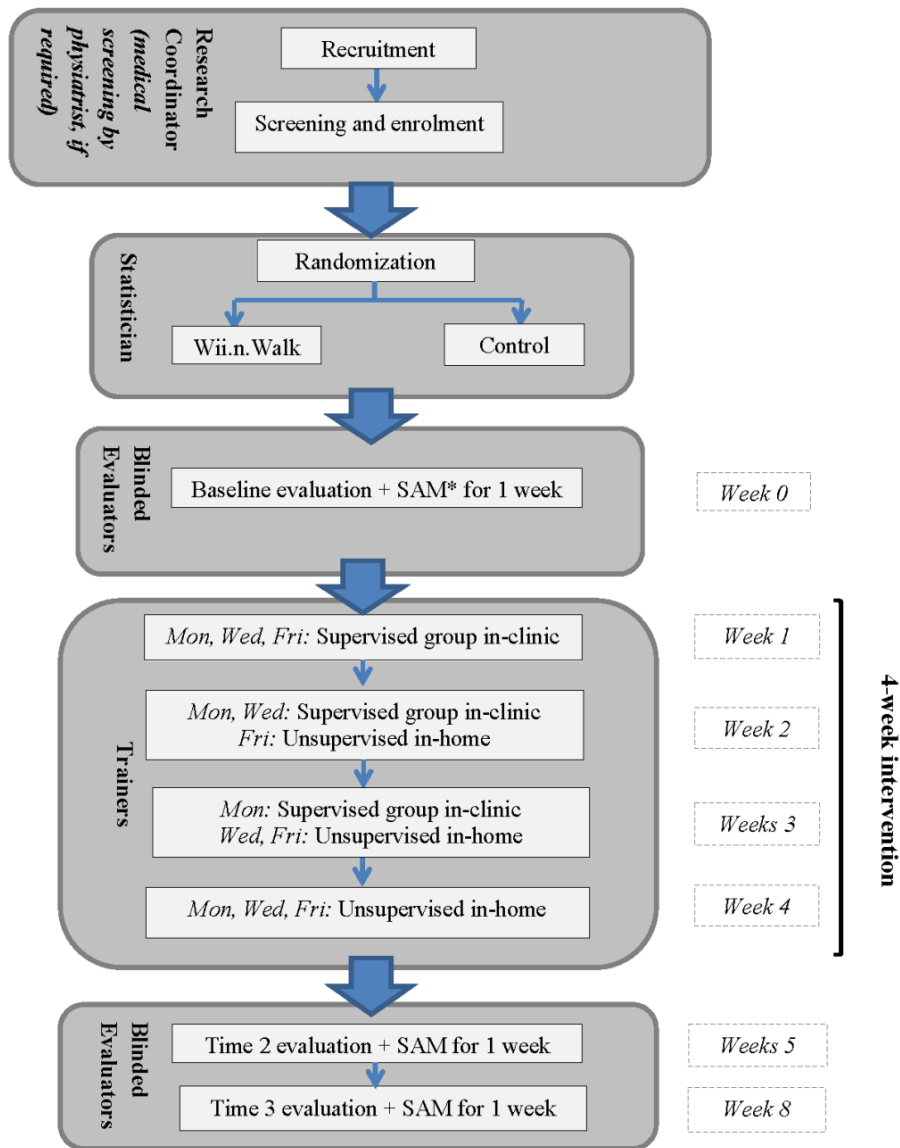 Research
Coordinator
(medical
screening by
physiatrist, if
required)
Recruitment
Screening and enrolment
Statistician
Randomization
Wii.n.Walk
Control
Blinded
Evaluators
Baseline evaluation + SAM* for 1 week
Week 0
Trainers
Mon, Wed, Fri: Supervised group in-clinic
Week 1
Mon, Wed: Supervised group in-clinic
Fri: Unsupervised in-home
Week 2
Mon: Supervised group in-clinic
Wed, Fri: Unsupervised in-home
Weeks 3
Mon, Wed, Fri: Unsupervised in-home
Week 4
4-week intervention
Blinded
Evaluators
Time 2 evaluation + SAM for 1 week
Weeks 5
Time 3 evaluation + SAM for 1 week
Week 8